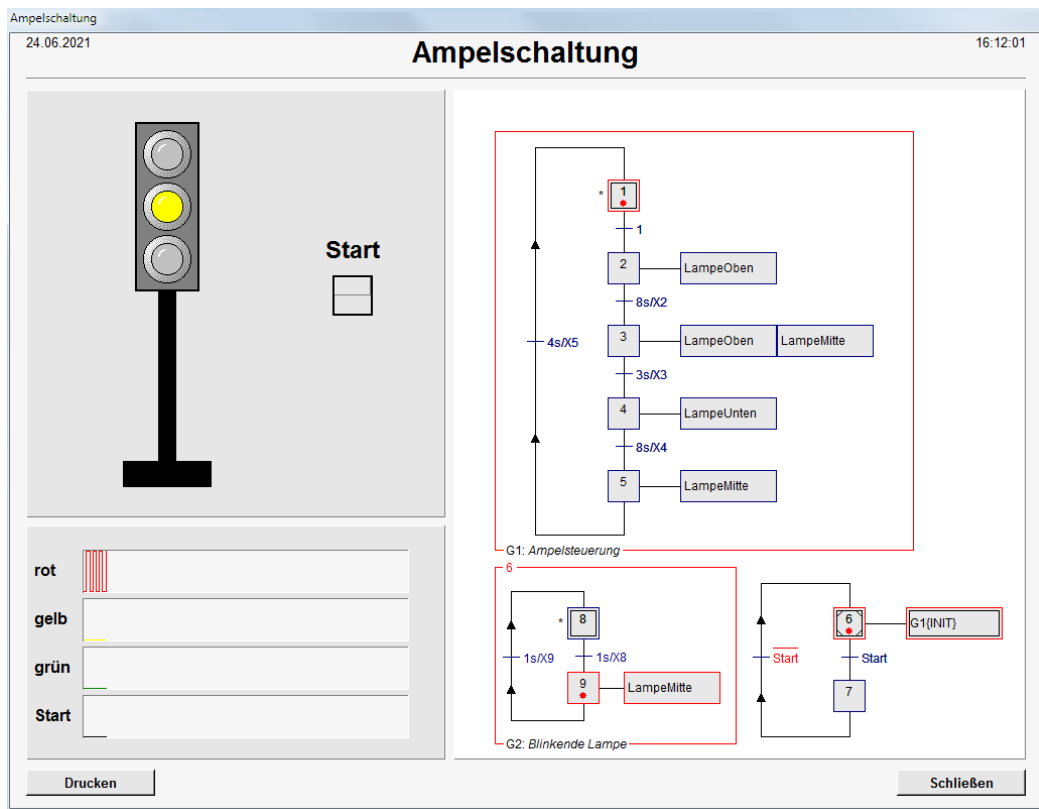 Ampelschaltung
24.06.2021
Ampelschaltung
16:12:01
Start
* 1
1
2 LampeOben
8s/X2
3 LampeOben LampeMitte
4s/X5
3s/X3
4 LampeUnten
8s/X4
5 LampeMitte
G1: Ampelsteuerung
rot
gelb
grün
Start
6
* 8
1s/X9 1s/X8
9 LampeMitte
G2: Blinkende Lampe
6 G1{INIT}
Start Start
7
Drucken
Schließen